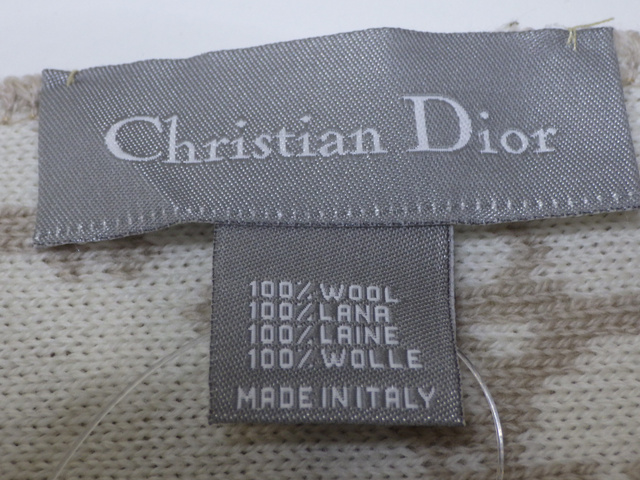 Christian Dior
100% WOOL
100% LANA
100% LAINE
100% WOLLE
MADE IN ITALY